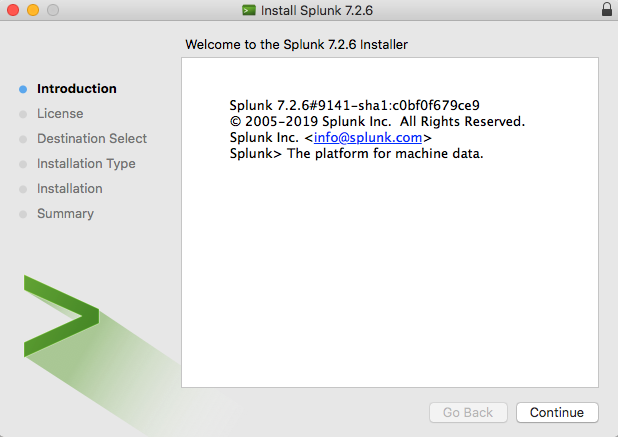 Install Splunk 7.2.6
Welcome to the Splunk 7.2.6 Installer
Introduction
License
Destination Select
Installation Type
Installation
Summary
Splunk 7.2.6#9141-sha1:c0bf0f679ce9
© 2005-2019 Splunk Inc.  All Rights Reserved.
Splunk Inc. <info@splunk.com>
Splunk> The platform for machine data.
Go Back
Continue